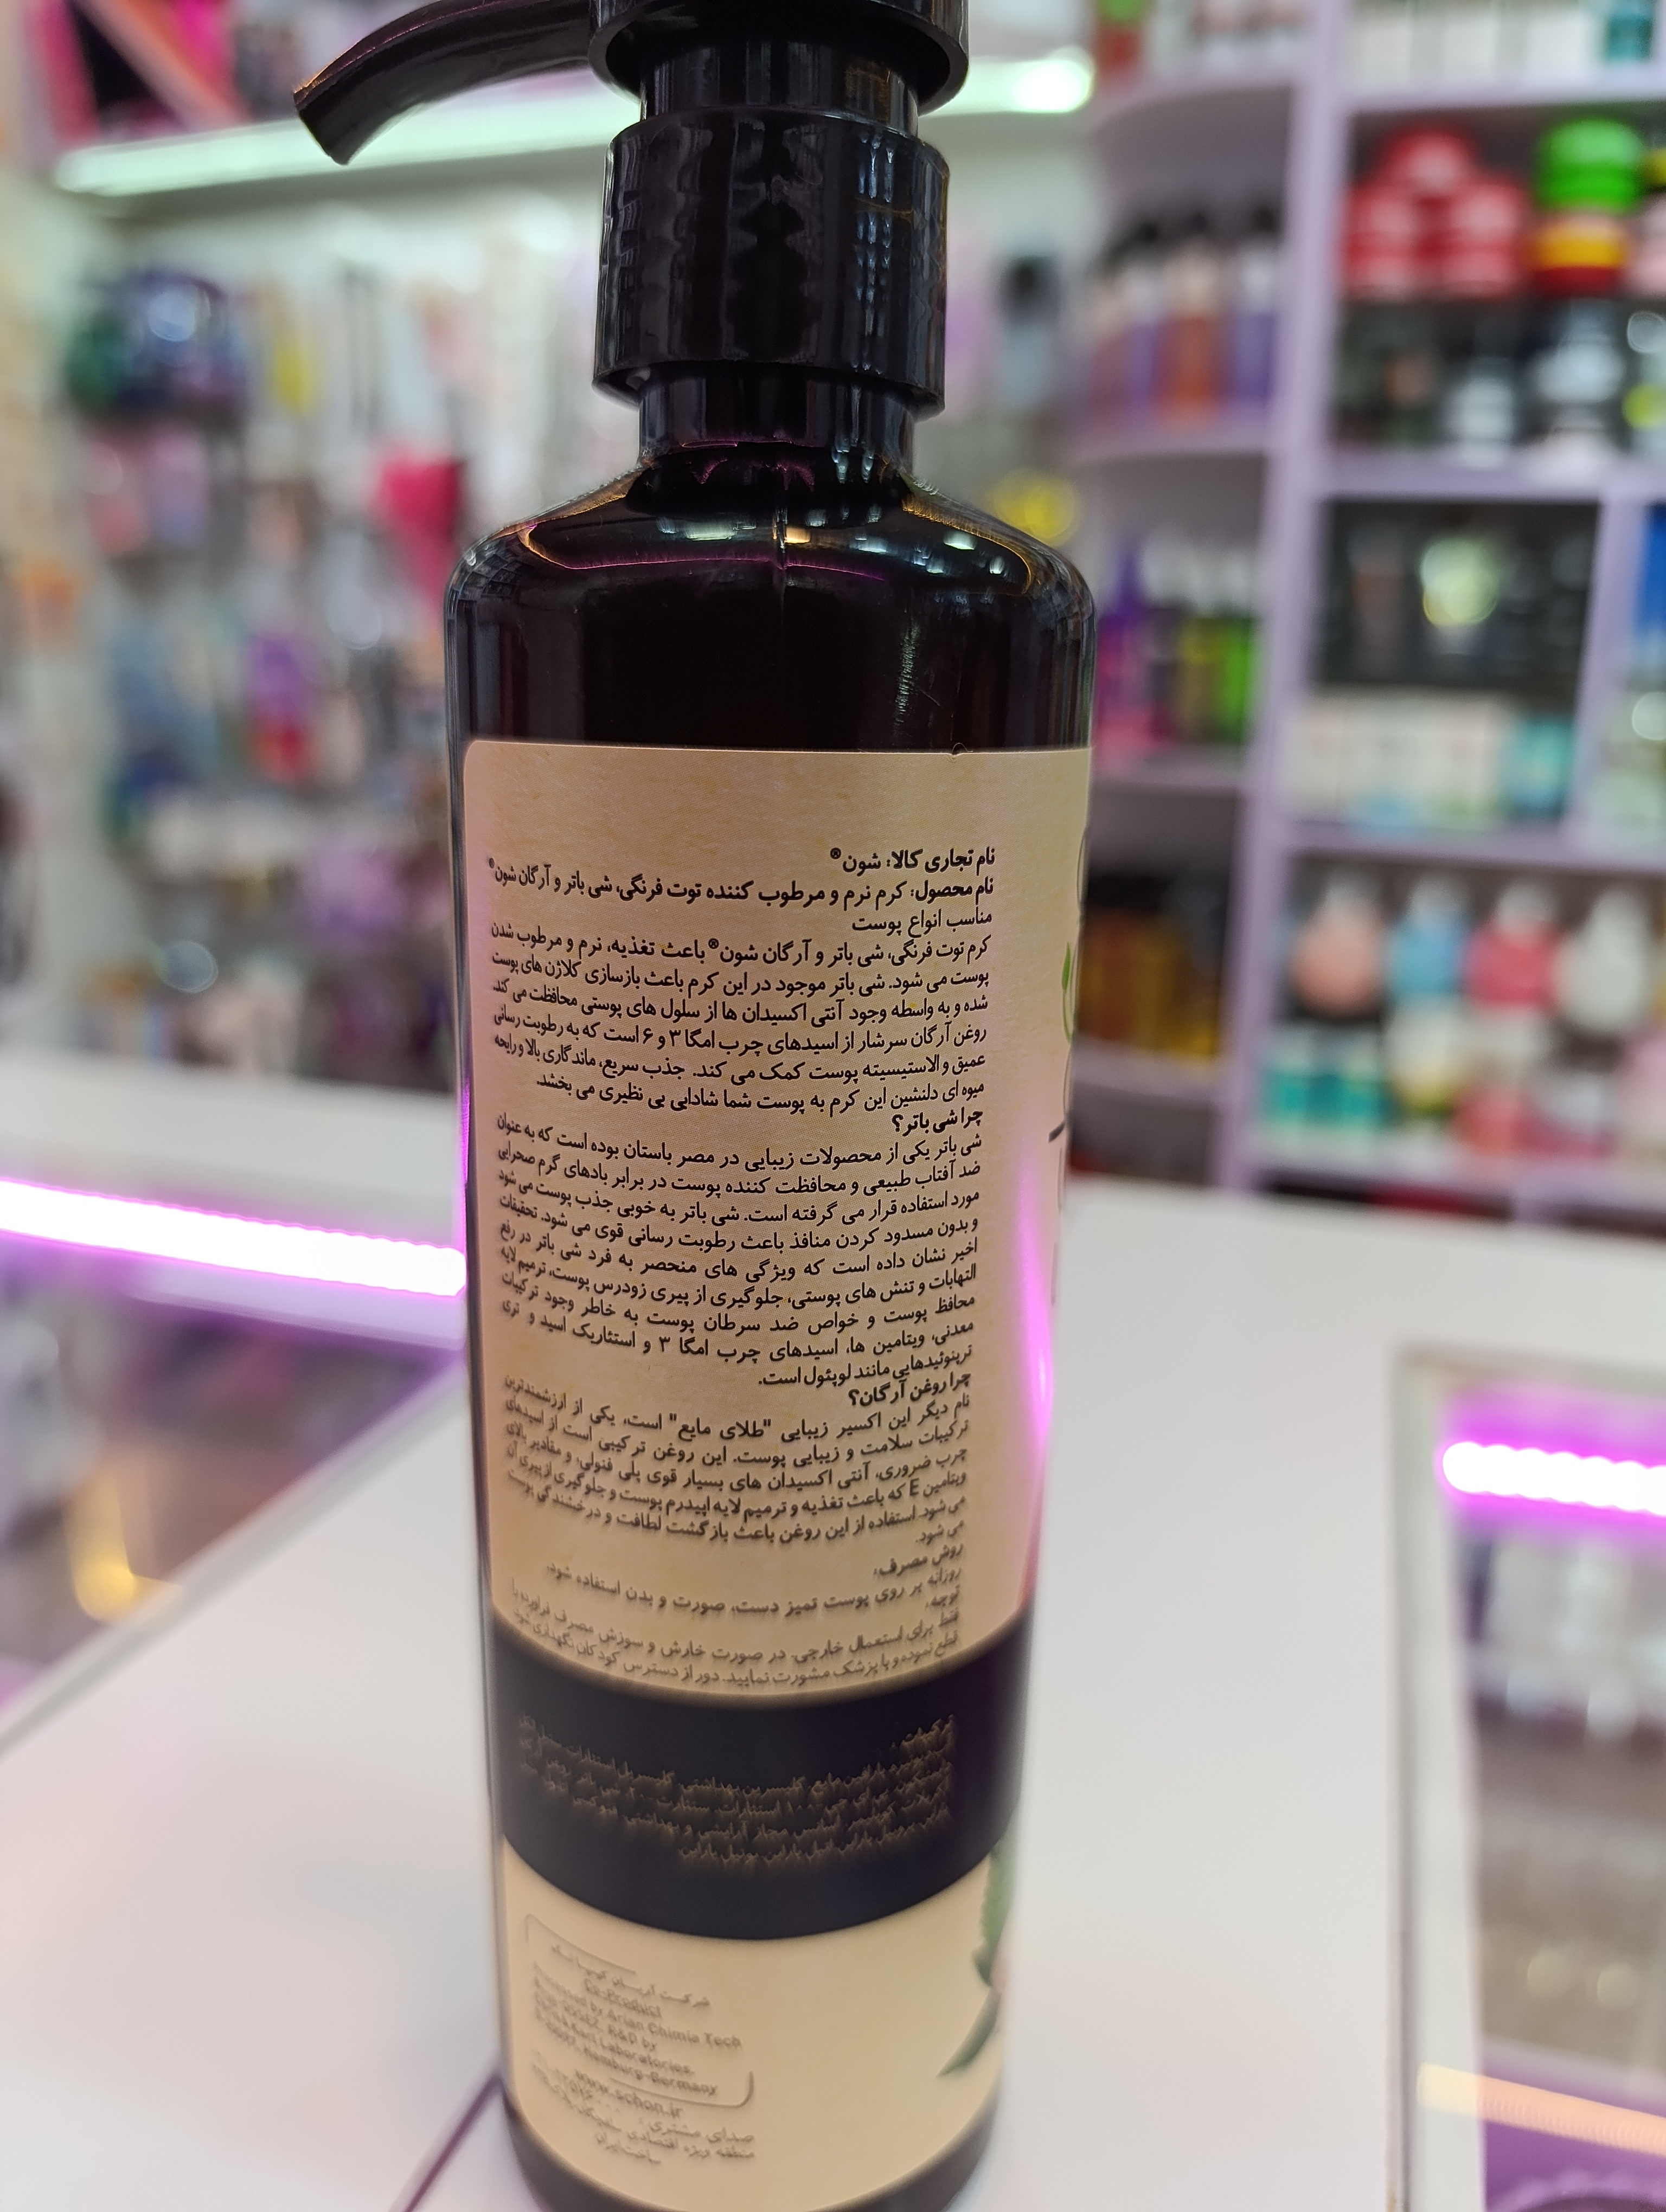 نام تجاری کالا: شون®
نام محصول: کرم نرم و مرطوب کننده توت فرنگی، شی باتر و آرگان شون®
مناسب انواع پوست
کرم توت فرنگی، شی باتر و آرگان شون® باعث تغذیه، نرم و مرطوب شدن
پوست می شود. شی باتر موجود در این کرم باعث بازسازی کلاژن های پوست
شده و به واسطه وجود آنتی اکسیدان ها از سلول های پوستی محافظت می کند.
روغن آرگان سرشار از اسیدهای چرب امگا ۳ و ۶ است که به رطوبت رسانی
عمیق و الاستیسیته پوست کمک می کند. جذب سریع، ماندگاری بالا و رایحه
میوه ای دلنشین این کرم به پوست شما شادابی بی نظیری می بخشد.
چرا شی باتر؟
شی باتر یکی از محصولات زیبایی در مصر باستان بوده است که به عنوان
ضد آفتاب طبیعی و محافظت کننده پوست در برابر بادهای گرم صحرایی
مورد استفاده قرار می گرفته است. شی باتر به خوبی جذب پوست می شود
و بدون مسدود کردن منافذ باعث رطوبت رسانی قوی می شود. تحقیقات
اخیر نشان داده است که ویژگی های منحصر به فرد شی باتر در رفع
التهابات و تنش های پوستی، جلوگیری از پیری زودرس پوست، ترمیم لایه
محافظ پوست و خواص ضد سرطان پوست به خاطر وجود ترکیبات
معدنی، ویتامین ها، اسیدهای چرب امگا ۳ و استئاریک اسید و تری
ترپنوئیدهایی مانند لوپئول است.
چرا روغن آرگان؟
نام دیگر این اکسیر زیبایی "طلای مایع" است، یکی از ارزشمندترین
ترکیبات سلامت و زیبایی پوست. این روغن ترکیبی است از اسیدهای
چرب ضروری، آنتی اکسیدان های بسیار قوی پلی فنولی، و مقادیر بالای
ویتامین E که باعث تغذیه و ترمیم لایه اپیدرم پوست و جلوگیری از پیری آن
می شود. استفاده از این روغن باعث بازگشت لطافت و درخشندگی پوست
می شود.
روش مصرف:
روزانه بر روی پوست تمیز دست، صورت و بدن استفاده شود.
توجه:
فقط برای استعمال خارجی. در صورت خارش و سوزش مصرف فرآورده را
قطع نموده و با پزشک مشورت نمایید. دور از دسترس کودکان نگهداری شود.
ترکیبات:
شرکت آریان کیمیا تک
by Arian Chimia Tech
R&D by
Laboratories.
Hamburg-Germany
www.schon.ir
صدای مشتری:
منطقه ویژه اقتصادی
ساخت ایران